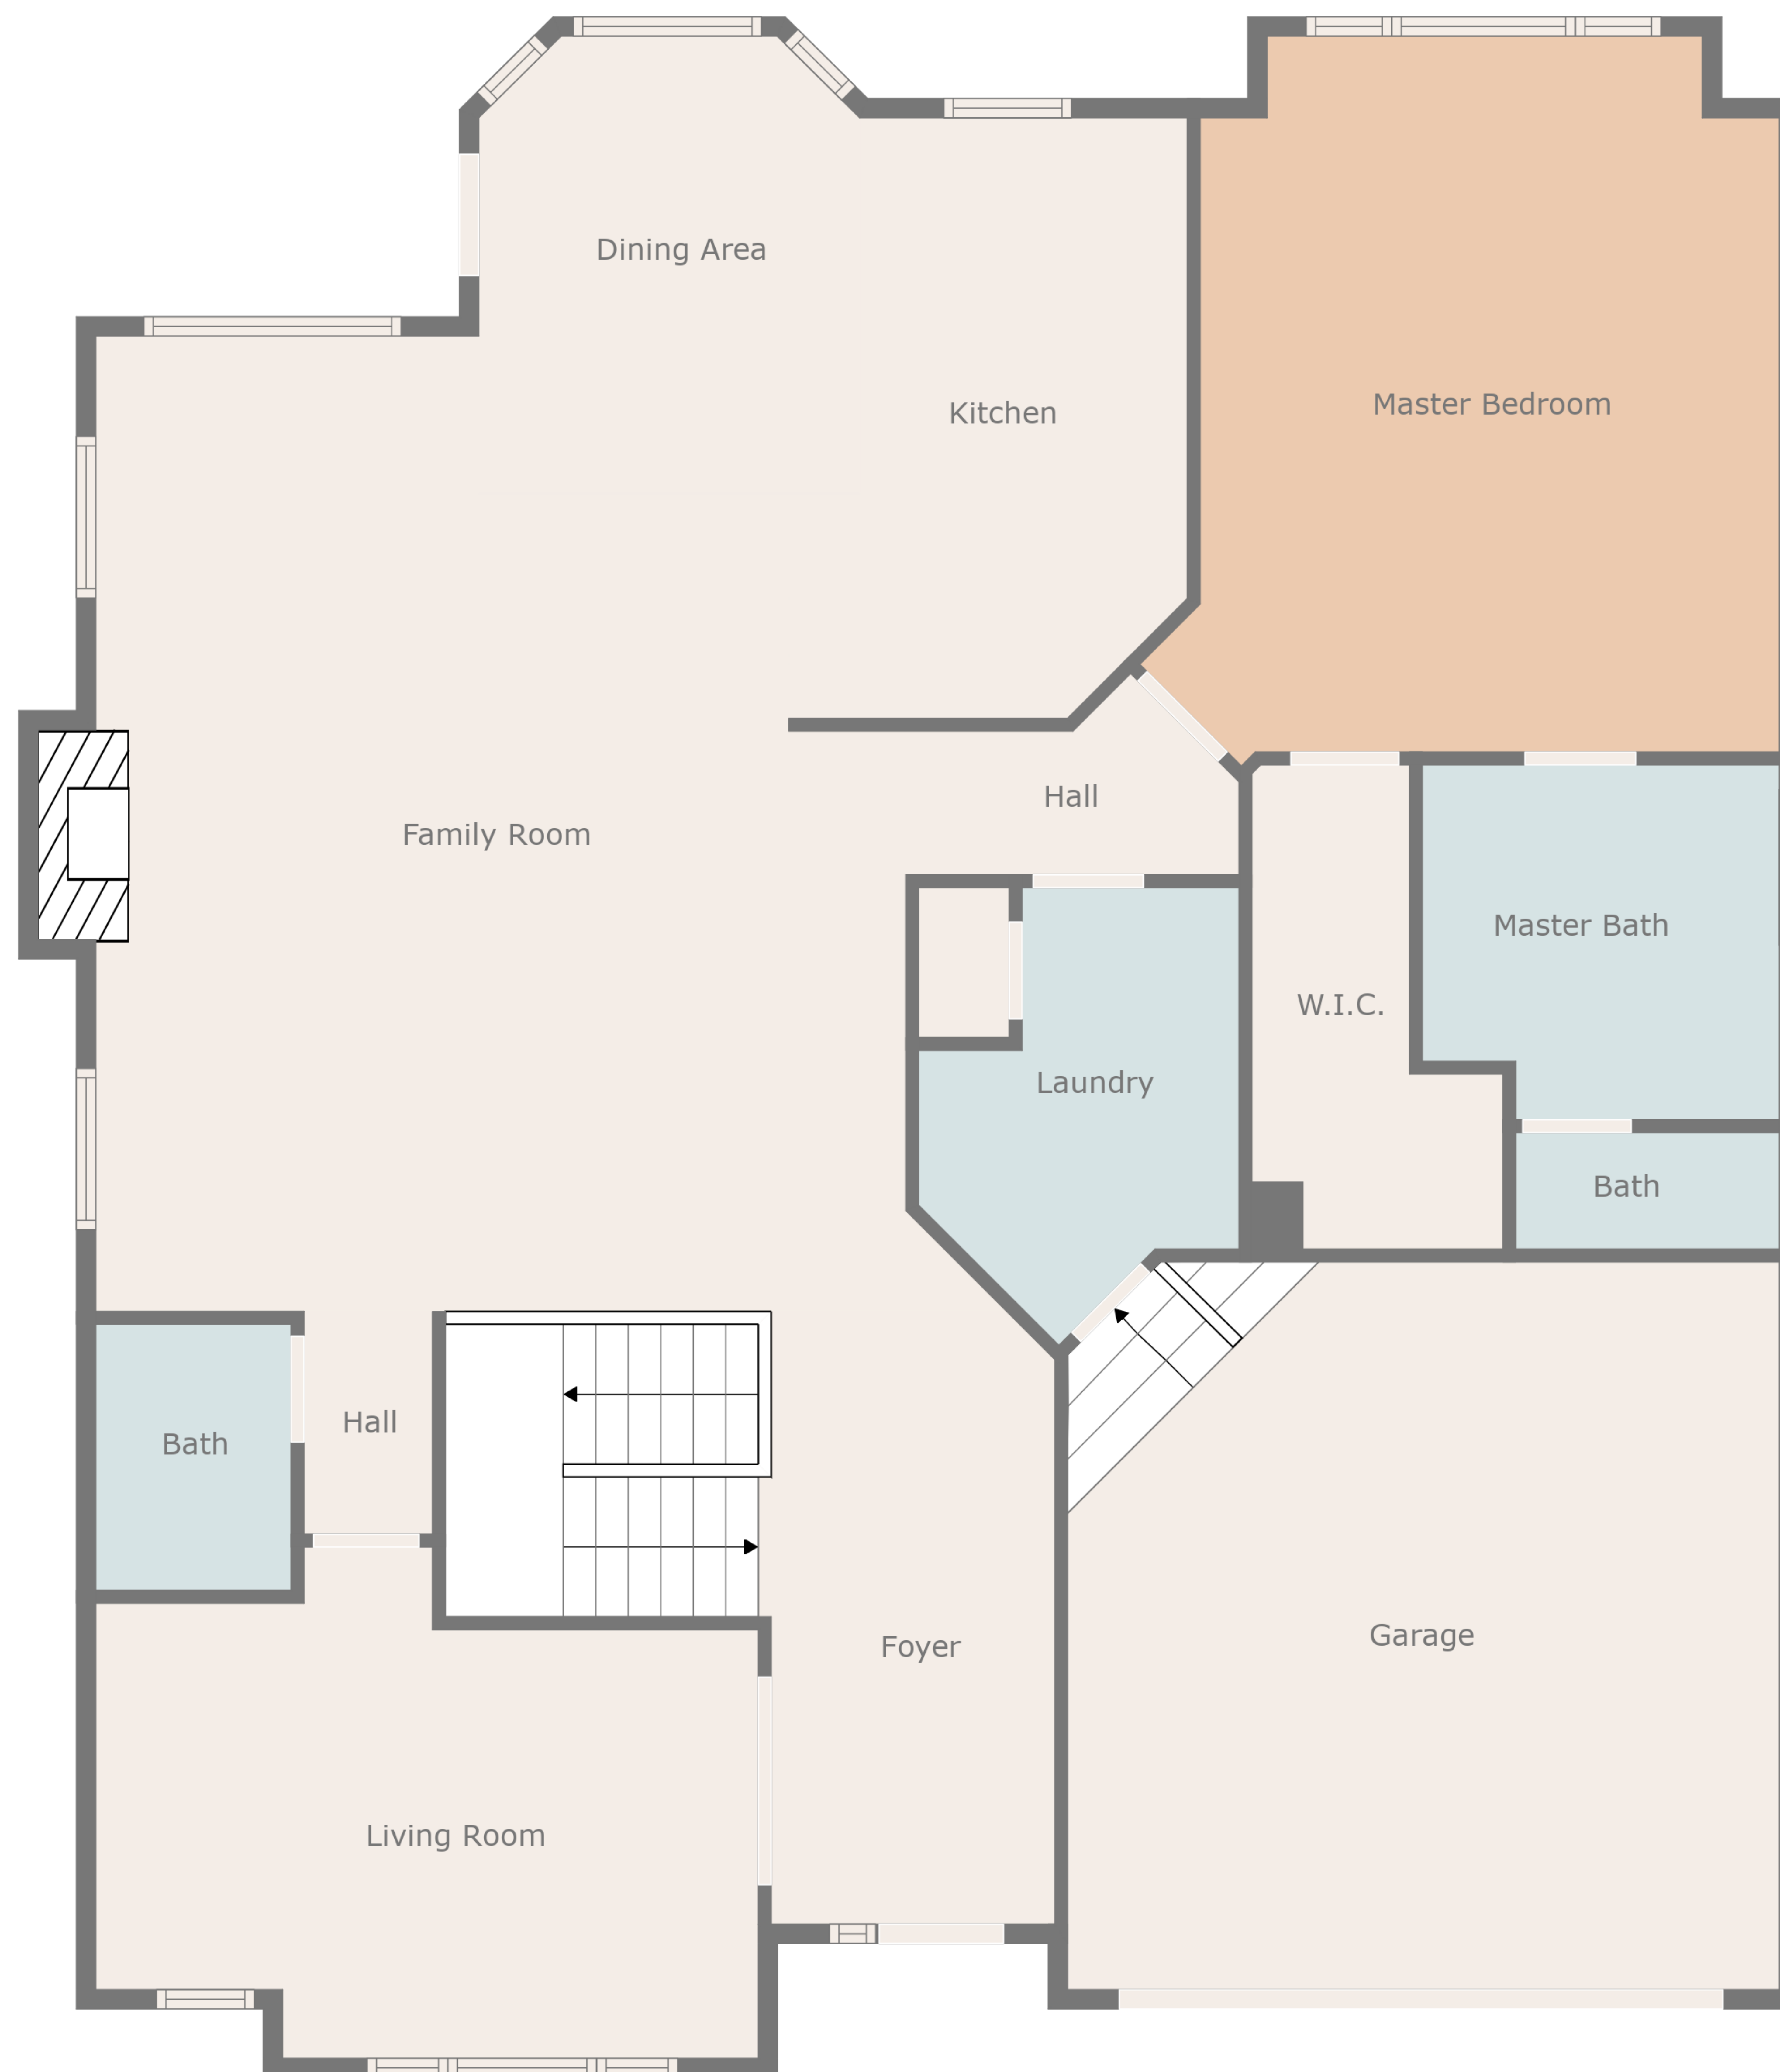 Dining Area
Master Bedroom
Kitchen
Hall
Family Room
Master Bath
W.I.C.
Laundry
Bath
Hall
Bath
Garage
Foyer
Living Room